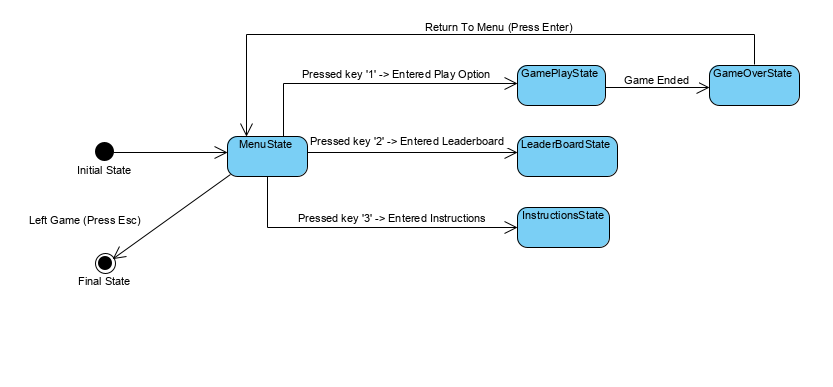 Return To Menu (Press Enter)
Pressed key '1' -> Entered Play Option
GamePlayState
Game Ended
GameOverState
MenuState
Pressed key '2' -> Entered Leaderboard
LeaderBoardState
Initial State
Left Game (Press Esc)
Pressed key '3' -> Entered Instructions
InstructionsState
Final State